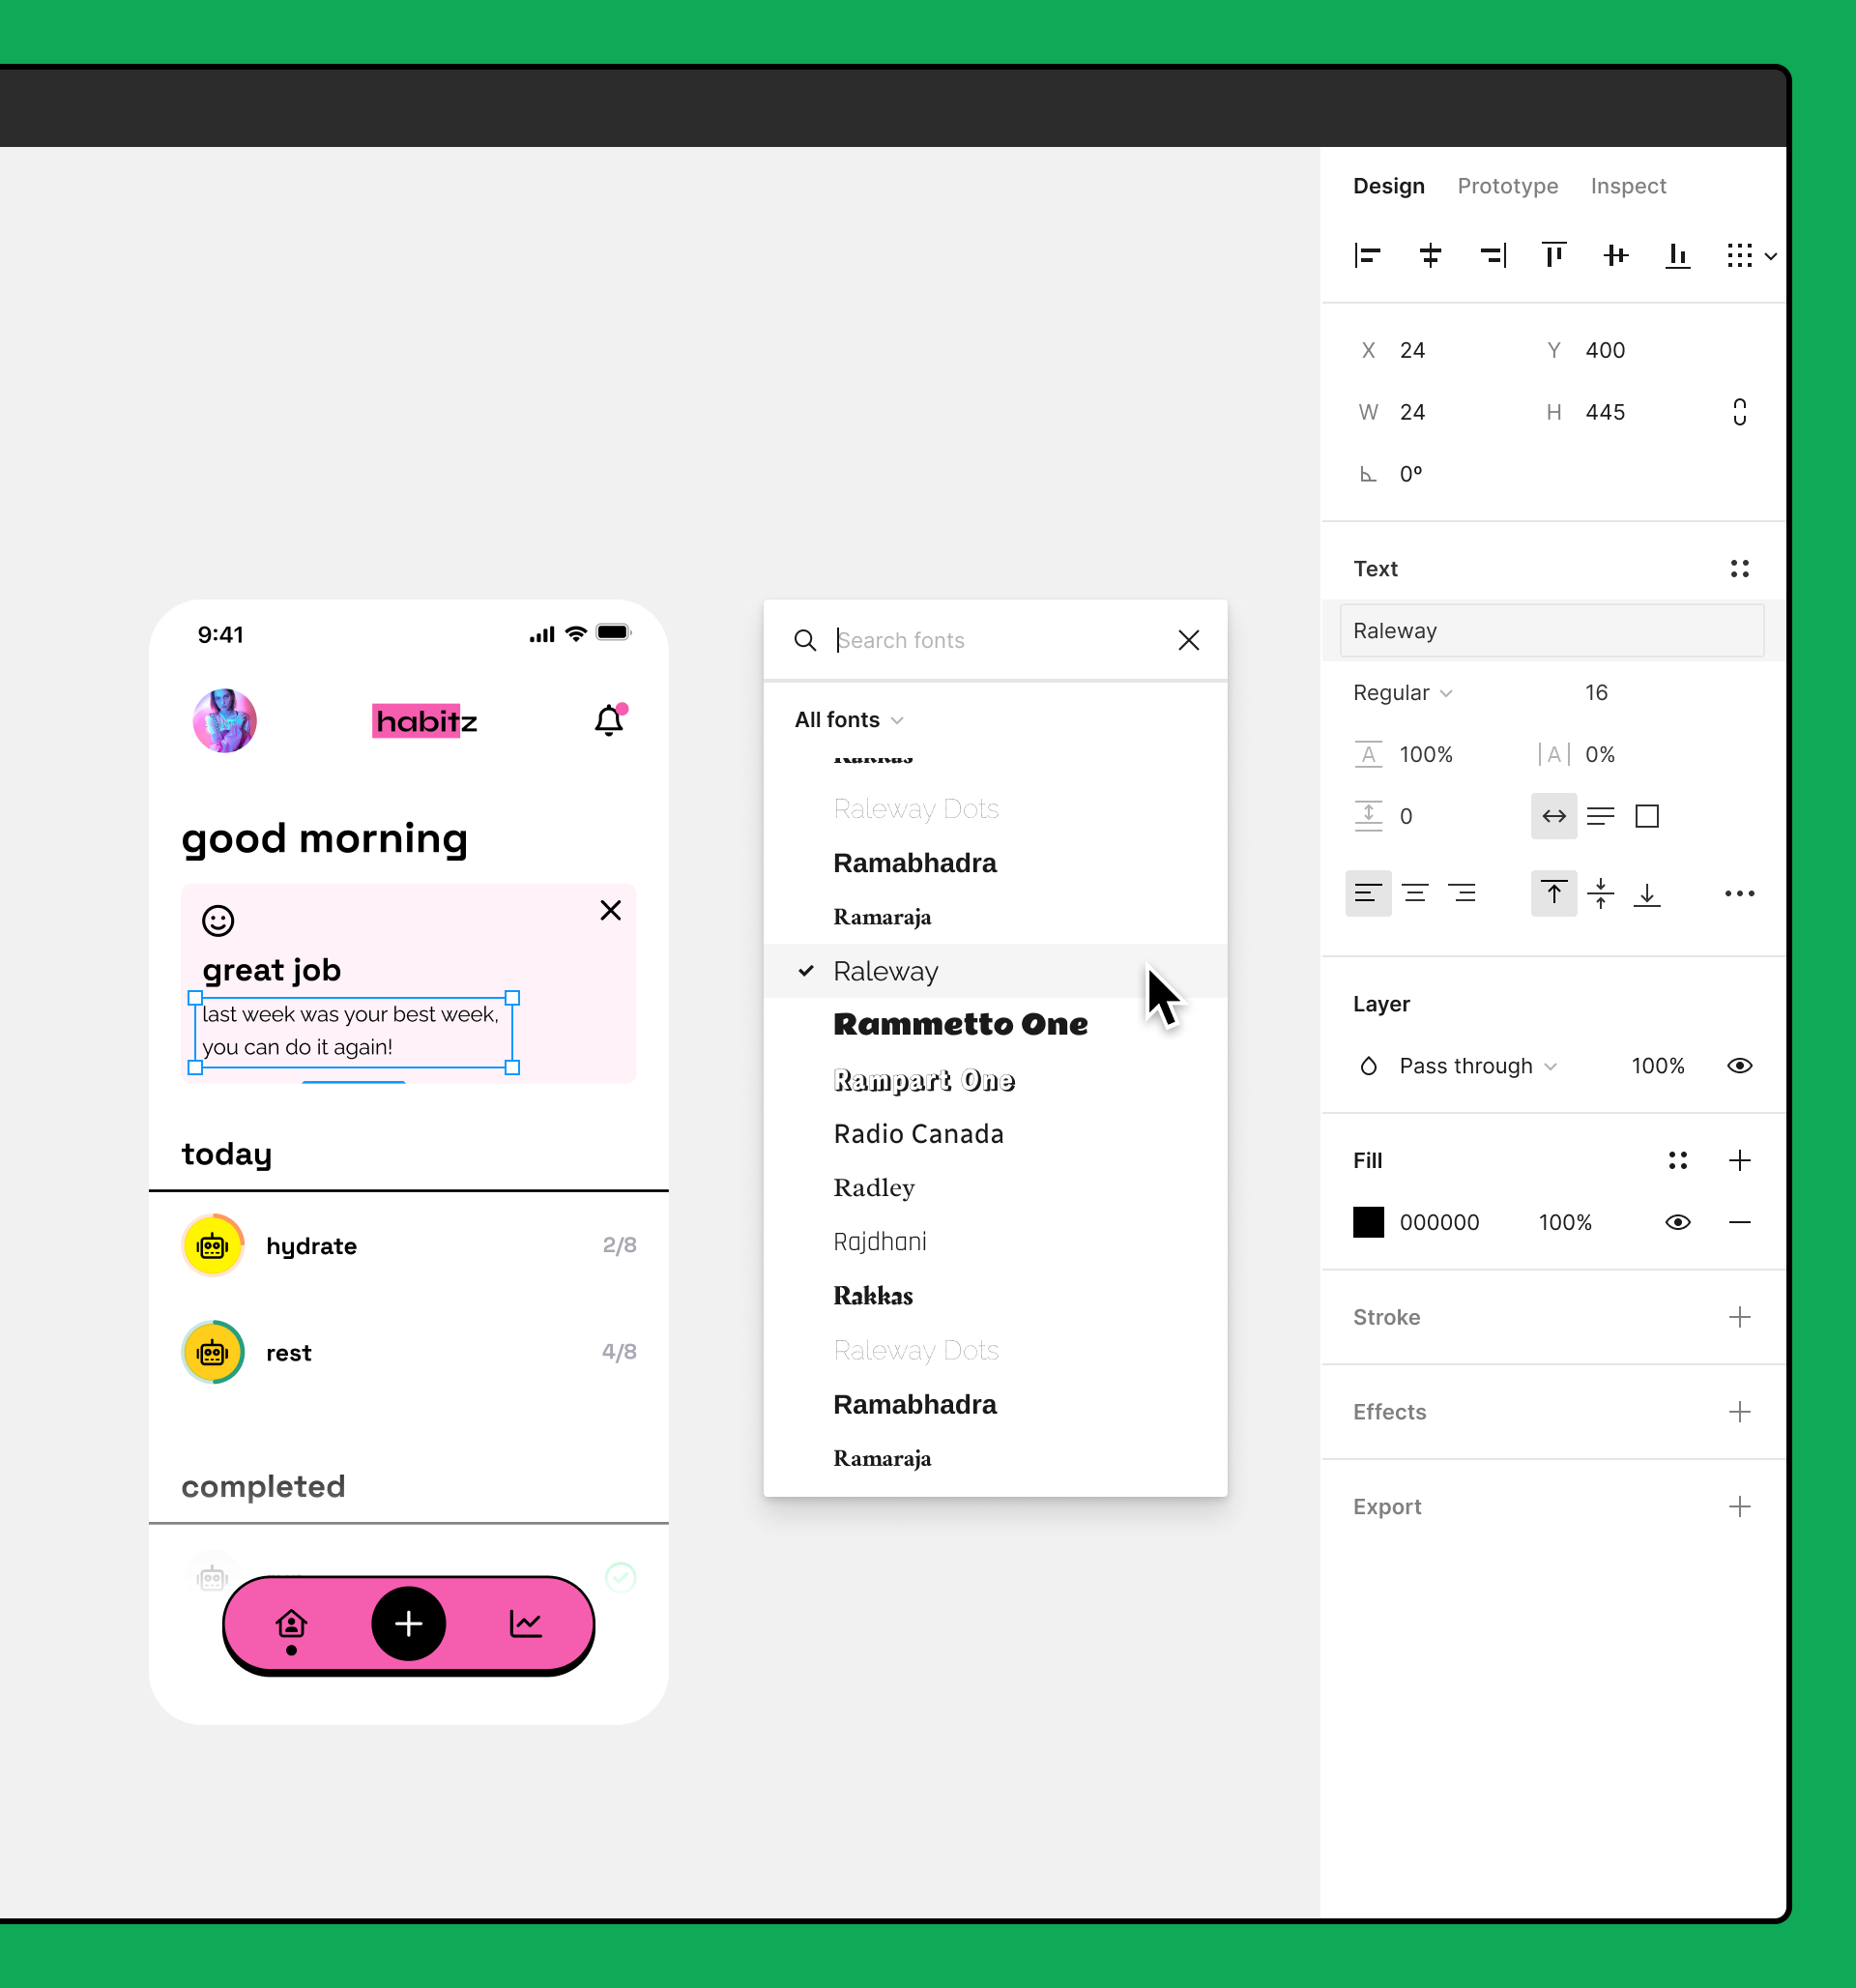 9:41
habitz
good morning
great job
last week was your best week,
you can do it again!
today
hydrate
2/8
rest
4/8
completed
Search fonts
All fonts
Rakkas
Raleway Dots
Ramabhadra
Ramaraja
Raleway
Rammetto One
Rampart One
Radio Canada
Radley
Rajdhani
Rakkas
Raleway Dots
Ramabhadra
Ramaraja
Design Prototype Inspect
X 24 Y 400
W 24 H 445
0º
Text
Raleway
Regular 16
A 100% A 0%
0
Layer
Pass through 100%
Fill
000000 100%
Stroke
Effects
Export